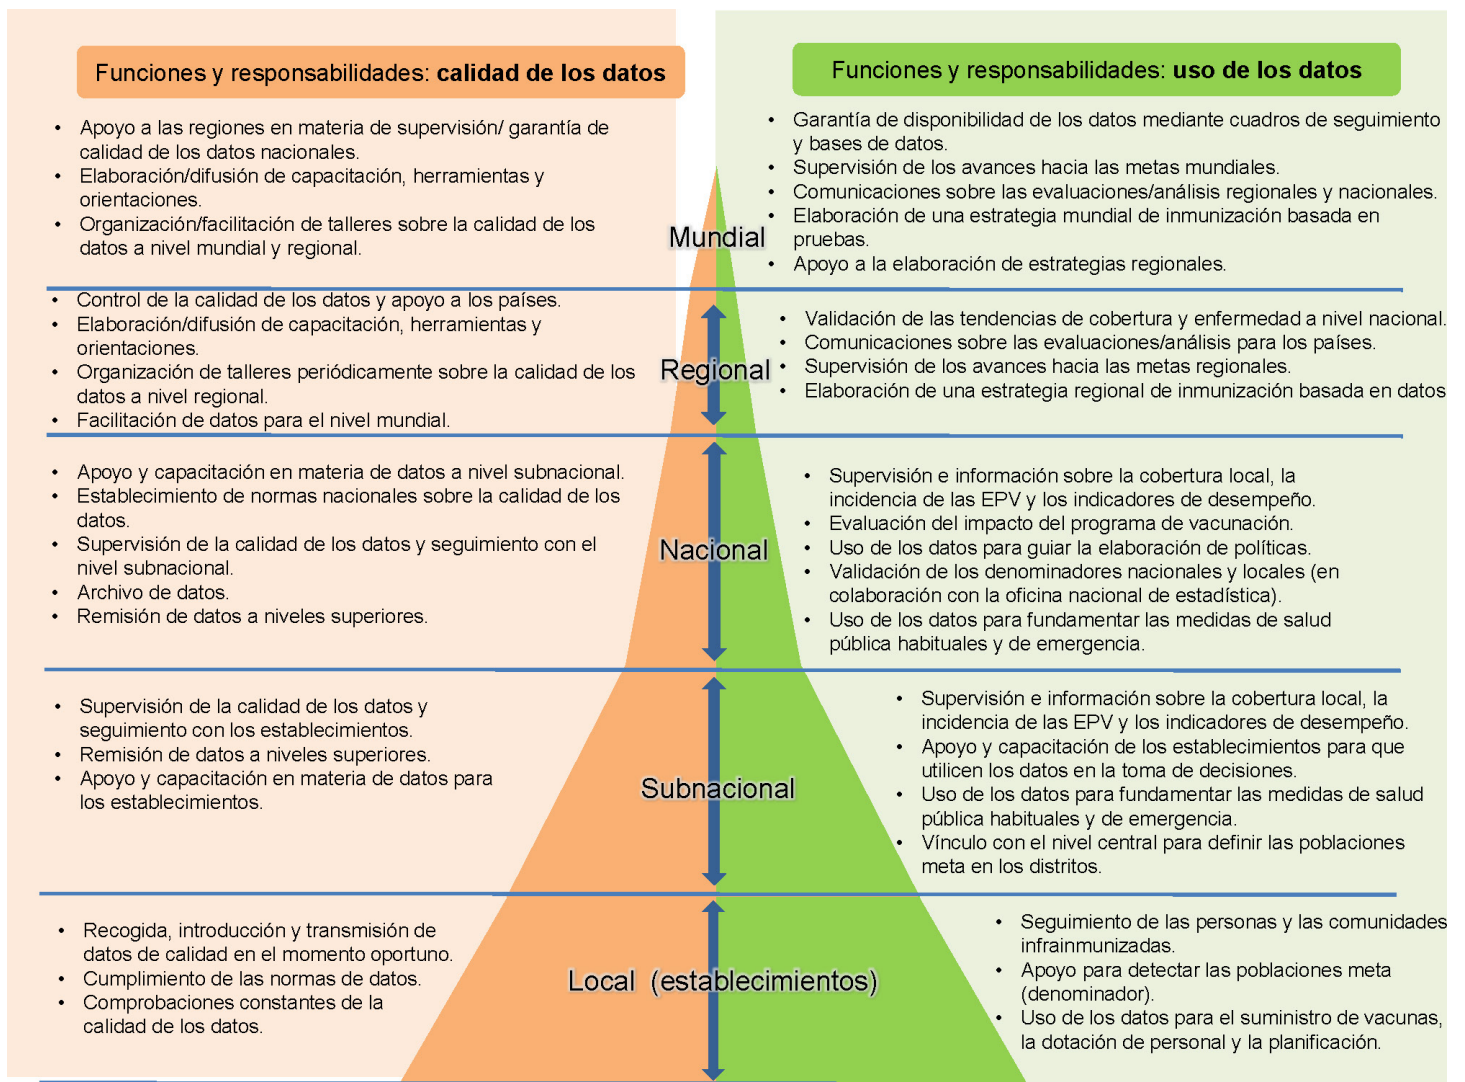 Funciones y responsabilidades: calidad de los datos
• Apoyo a las regiones en materia de supervisión/ garantía de
calidad de los datos nacionales.
• Elaboración/difusión de capacitación, herramientas y
orientaciones.
• Organización/facilitación de talleres sobre la calidad de los
datos a nivel mundial y regional.
Funciones y responsabilidades: uso de los datos
• Garantía de disponibilidad de los datos mediante cuadros de seguimiento
y bases de datos.
• Supervisión de los avances hacia las metas mundiales.
• Comunicaciones sobre las evaluaciones/análisis regionales y nacionales.
• Elaboración de una estrategia mundial de inmunización basada en
pruebas.
• Apoyo a la elaboración de estrategias regionales.
Mundial
• Control de la calidad de los datos y apoyo a los países.
• Elaboración/difusión de capacitación, herramientas y
orientaciones.
• Organización de talleres periódicamente sobre la calidad de los
datos a nivel regional.
• Facilitación de datos para el nivel mundial.
Regional
• Validación de las tendencias de cobertura y enfermedad a nivel nacional.
• Comunicaciones sobre las evaluaciones/análisis para los países.
• Supervisión de los avances hacia las metas regionales.
• Elaboración de una estrategia regional de inmunización basada en datos
• Apoyo y capacitación en materia de datos a nivel subnacional.
• Establecimiento de normas nacionales sobre la calidad de los
datos.
• Supervisión de la calidad de los datos y seguimiento con el
nivel subnacional.
• Archivo de datos.
• Remisión de datos a niveles superiores.
Nacional
• Supervisión e información sobre la cobertura local, la
incidencia de las EPV y los indicadores de desempeño.
• Evaluación del impacto del programa de vacunación.
• Uso de los datos para guiar la elaboración de políticas.
• Validación de los denominadores nacionales y locales (en
colaboración con la oficina nacional de estadística).
• Uso de los datos para fundamentar las medidas de salud
pública habituales y de emergencia.
• Supervisión de la calidad de los datos y
seguimiento con los establecimientos.
• Remisión de datos a niveles superiores.
• Apoyo y capacitación en materia de datos para
los establecimientos.
Subnacional
• Supervisión e información sobre la cobertura local, la
incidencia de las EPV y los indicadores de desempeño.
• Apoyo y capacitación de los establecimientos para que
utilicen los datos en la toma de decisiones.
• Uso de los datos para fundamentar las medidas de salud
pública habituales y de emergencia.
• Vínculo con el nivel central para definir las poblaciones
meta en los distritos.
• Recogida, introducción y transmisión de
datos de calidad en el momento oportuno.
• Cumplimiento de las normas de datos.
• Comprobaciones constantes de la
calidad de los datos.
Local (establecimientos)
• Seguimiento de las personas y las comunidades
infrainmunizadas.
• Apoyo para detectar las poblaciones meta
(denominador).
• Uso de los datos para el suministro de vacunas,
la dotación de personal y la planificación.